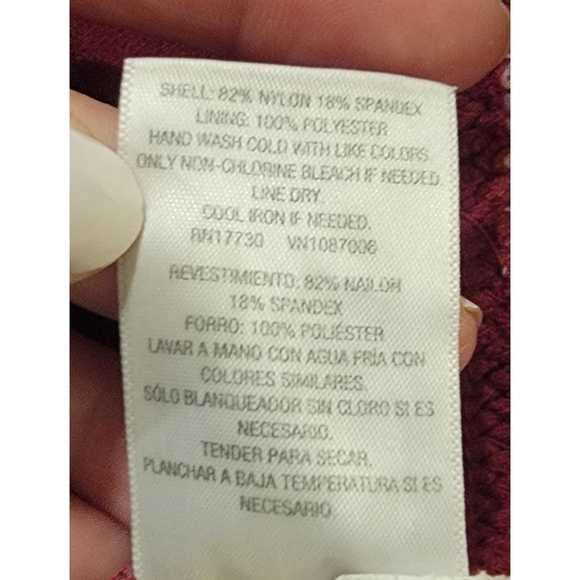 SHELL: 82% NYLON 18% SPANDEX
LINING: 100% POLYESTER
HAND WASH COLD WITH LIKE COLORS.
ONLY NON-CHLORINE BLEACH IF NEEDED.
LINE DRY.
COOL IRON IF NEEDED.
RN17730 VN1087006
REVESTIMIENTO: 82% NAILOR
18% SPANDEX
FORRO: 100% POLIÉSTER
LAVAR A MANO CON AGUA FRÍA CON
COLORES SIMILARES.
SÓLO BLANQUEADOR SIN CLORO SI ES
NECESARIO.
TENDER PARA SECAR.
PLANCHAR A BAJA TEMPERATURA SI ES
NECESARIO.